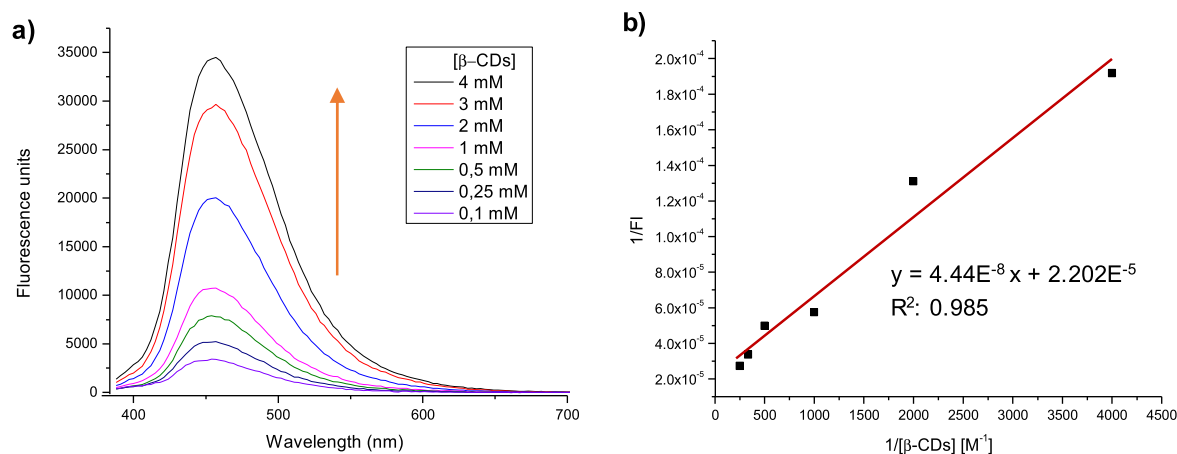 a)
Fluorescence units
35000
30000
25000
20000
15000
10000
5000
0
400
500
600
700
Wavelength (nm)
[β–CDs]
4 mM
3 mM
2 mM
1 mM
0,5 mM
0,25 mM
0,1 mM
b)
1/FI
2.0x10⁻⁴
1.8x10⁻⁴
1.6x10⁻⁴
1.4x10⁻⁴
1.2x10⁻⁴
1.0x10⁻⁴
8.0x10⁻⁵
6.0x10⁻⁵
4.0x10⁻⁵
2.0x10⁻⁵
y = 4.44E⁻⁸ x + 2.202E⁻⁵
R²: 0.985
0
500
1000
1500
2000
2500
3000
3500
4000
4500
1/[β-CDs] [M⁻¹]